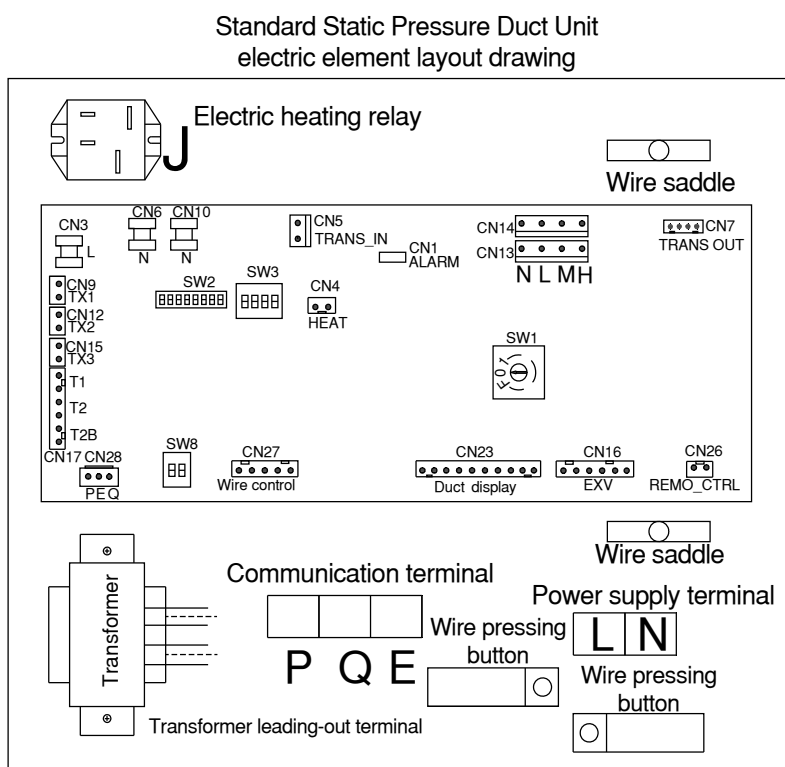 Standard Static Pressure Duct Unit
electric element layout drawing
Electric heating relay
J
Wire saddle
CN3
L
CN6
N
CN10
N
CN5
TRANS_IN
CN1
ALARM
CN14
CN13
N L M H
CN7
TRANS OUT
CN9
TX1
CN12
TX2
CN15
TX3
T1
T2
T2B
CN17
SW2
SW3
CN4
HEAT
SW1
F 0 1
CN28
PEQ
SW8
CN27
Wire control
CN23
Duct display
CN16
EXV
CN26
REMO_CTRL
Wire saddle
Transformer
Transformer leading-out terminal
Communication terminal
P Q E
Wire pressing
button
Power supply terminal
L N
Wire pressing
button